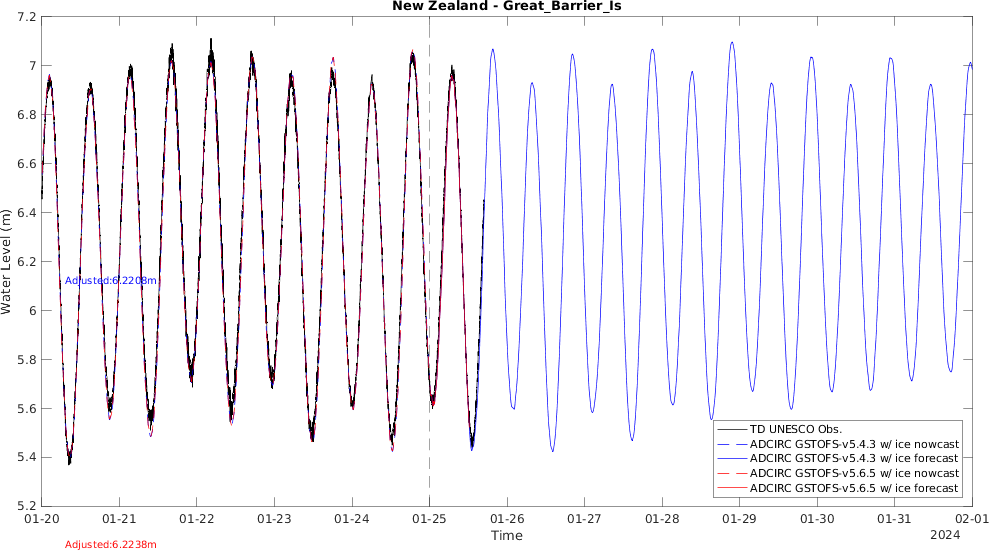 New Zealand - Great_Barrier_Is
7.2
7
6.8
6.6
6.4
6.2
6
5.8
5.6
5.4
5.2
Water Level (m)
Adjusted:6.2208m
TD UNESCO Obs.
ADCIRC GSTOFS-v5.4.3 w/ ice nowcast
ADCIRC GSTOFS-v5.4.3 w/ ice forecast
ADCIRC GSTOFS-v5.6.5 w/ ice nowcast
ADCIRC GSTOFS-v5.6.5 w/ ice forecast
01-20 01-21 01-22 01-23 01-24 01-25 01-26 01-27 01-28 01-29 01-30 01-31 02-01
Time
2024
Adjusted:6.2238m